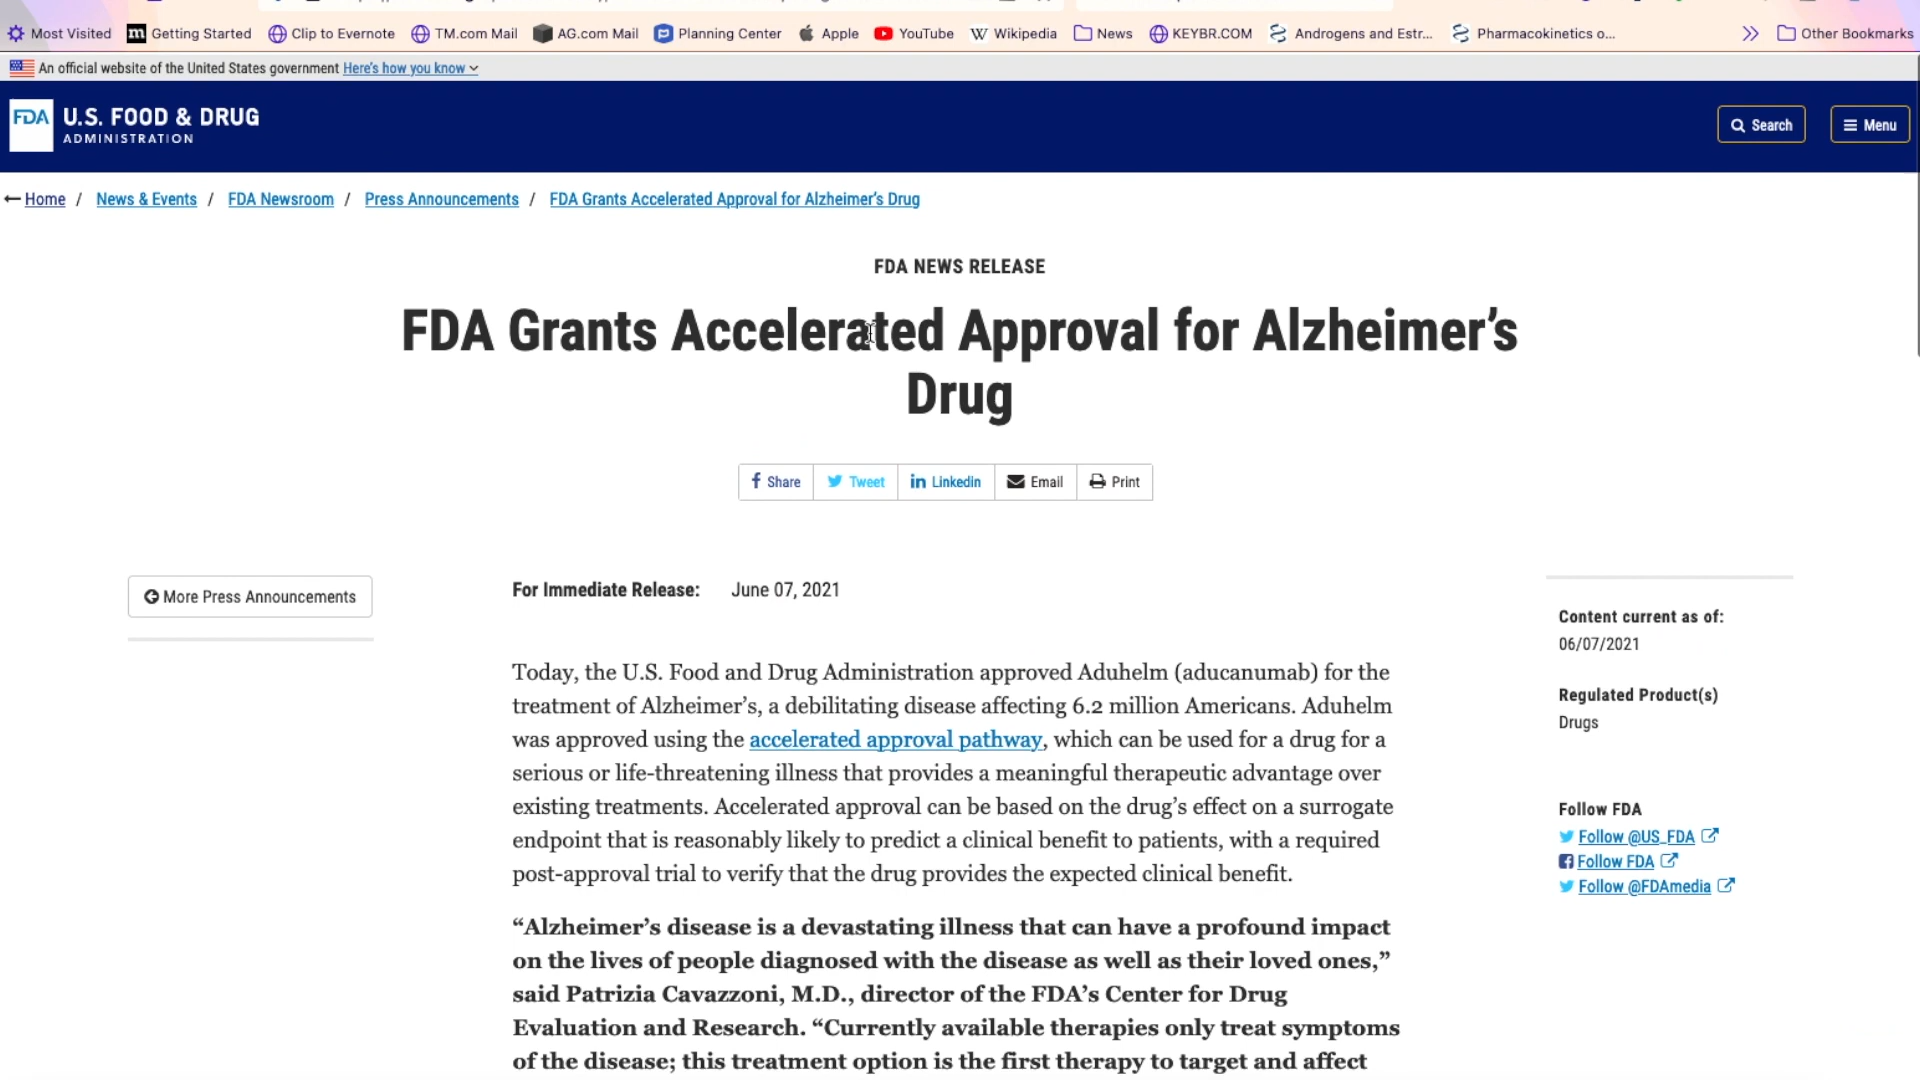 Most Visited  Getting Started  Clip to Evernote  TM.com Mail  AG.com Mail  Planning Center  Apple  YouTube  Wikipedia  News  KEYBR.COM  Androgens and Estr...  Pharmacokinetics o...  Other Bookmarks
An official website of the United States government Here's how you know
FDA U.S. FOOD & DRUG
ADMINISTRATION
Search  Menu
Home / News & Events / FDA Newsroom / Press Announcements / FDA Grants Accelerated Approval for Alzheimer's Drug
FDA NEWS RELEASE
FDA Grants Accelerated Approval for Alzheimer's
Drug
Share  Tweet  Linkedin  Email  Print
More Press Announcements
For Immediate Release: June 07, 2021
Today, the U.S. Food and Drug Administration approved Aduhelm (aducanumab) for the
treatment of Alzheimer's, a debilitating disease affecting 6.2 million Americans. Aduhelm
was approved using the accelerated approval pathway, which can be used for a drug for a
serious or life-threatening illness that provides a meaningful therapeutic advantage over
existing treatments. Accelerated approval can be based on the drug's effect on a surrogate
endpoint that is reasonably likely to predict a clinical benefit to patients, with a required
post-approval trial to verify that the drug provides the expected clinical benefit.
“Alzheimer's disease is a devastating illness that can have a profound impact
on the lives of people diagnosed with the disease as well as their loved ones,”
said Patrizia Cavazzoni, M.D., director of the FDA's Center for Drug
Evaluation and Research. “Currently available therapies only treat symptoms
of the disease; this treatment option is the first therapy to target and affect
Content current as of:
06/07/2021
Regulated Product(s)
Drugs
Follow FDA
Follow @US_FDA
Follow FDA
Follow @FDAmedia